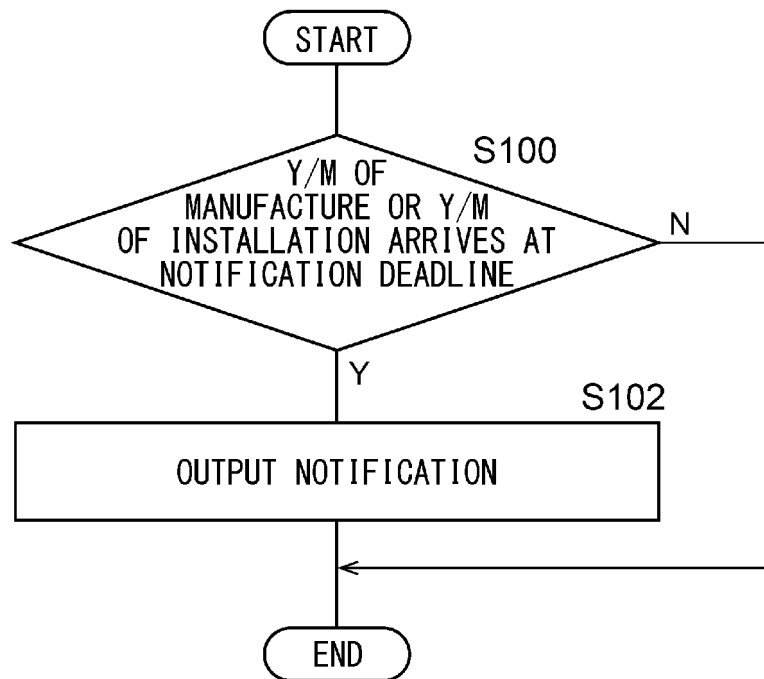 START
S100
Y/M OF
MANUFACTURE OR Y/M
OF INSTALLATION ARRIVES AT
NOTIFICATION DEADLINE
N
Y
S102
OUTPUT NOTIFICATION
END